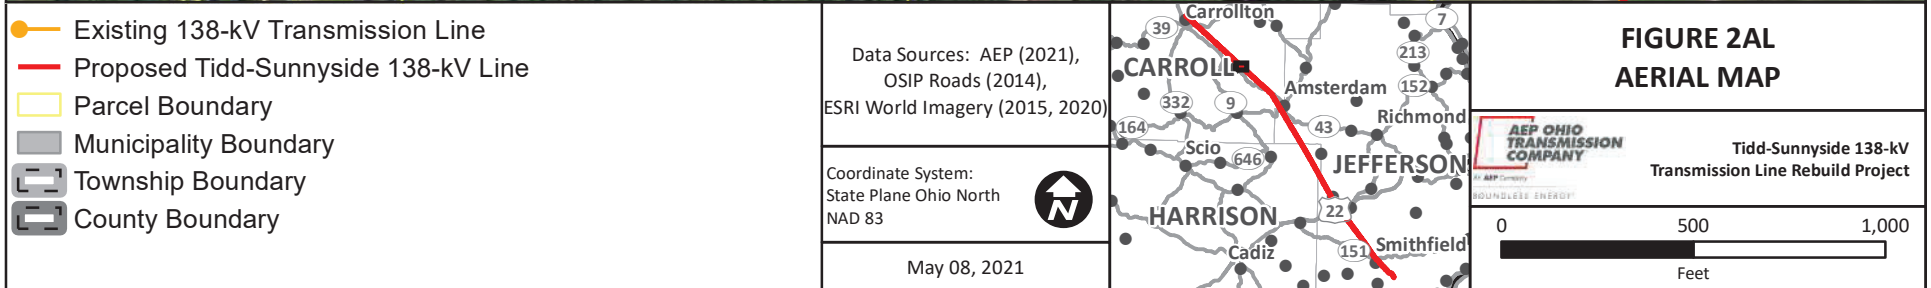 Existing 138-kV Transmission Line
Proposed Tidd-Sunnyside 138-kV Line
Parcel Boundary
Municipality Boundary
Township Boundary
County Boundary
Data Sources: AEP (2021),
OSIP Roads (2014),
ESRI World Imagery (2015, 2020)
Coordinate System:
State Plane Ohio North
NAD 83
N
May 08, 2021
Carrollton
7
39
213
CARROLL
Amsterdam
152
332
9
Richmond
164
43
Scio
646
JEFFERSON
HARRISON
22
Smithfield
151
Cadiz
FIGURE 2AL
AERIAL MAP
AEP OHIO
TRANSMISSION
COMPANY
An AEP Company
BOUNDLESS ENERGY
Tidd-Sunnyside 138-kV
Transmission Line Rebuild Project
0 500 1,000
Feet